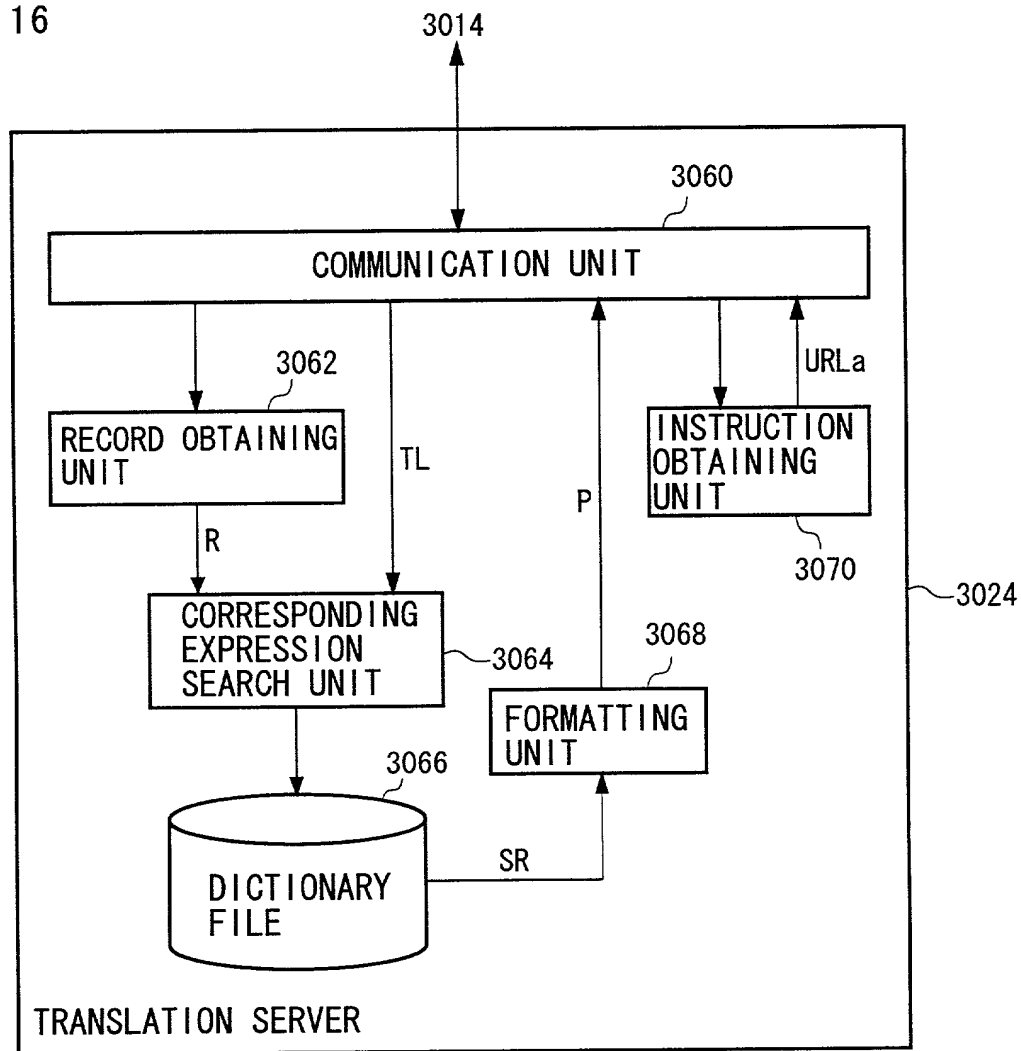 16
3014
3060
COMMUNICATION UNIT
3062
URLa
RECORD OBTAINING
UNIT
TL
INSTRUCTION
OBTAINING
UNIT
P
R
3070
3024
CORRESPONDING
EXPRESSION
SEARCH UNIT
3064
3068
FORMATTING
UNIT
3066
SR
DICTIONARY
FILE
TRANSLATION SERVER